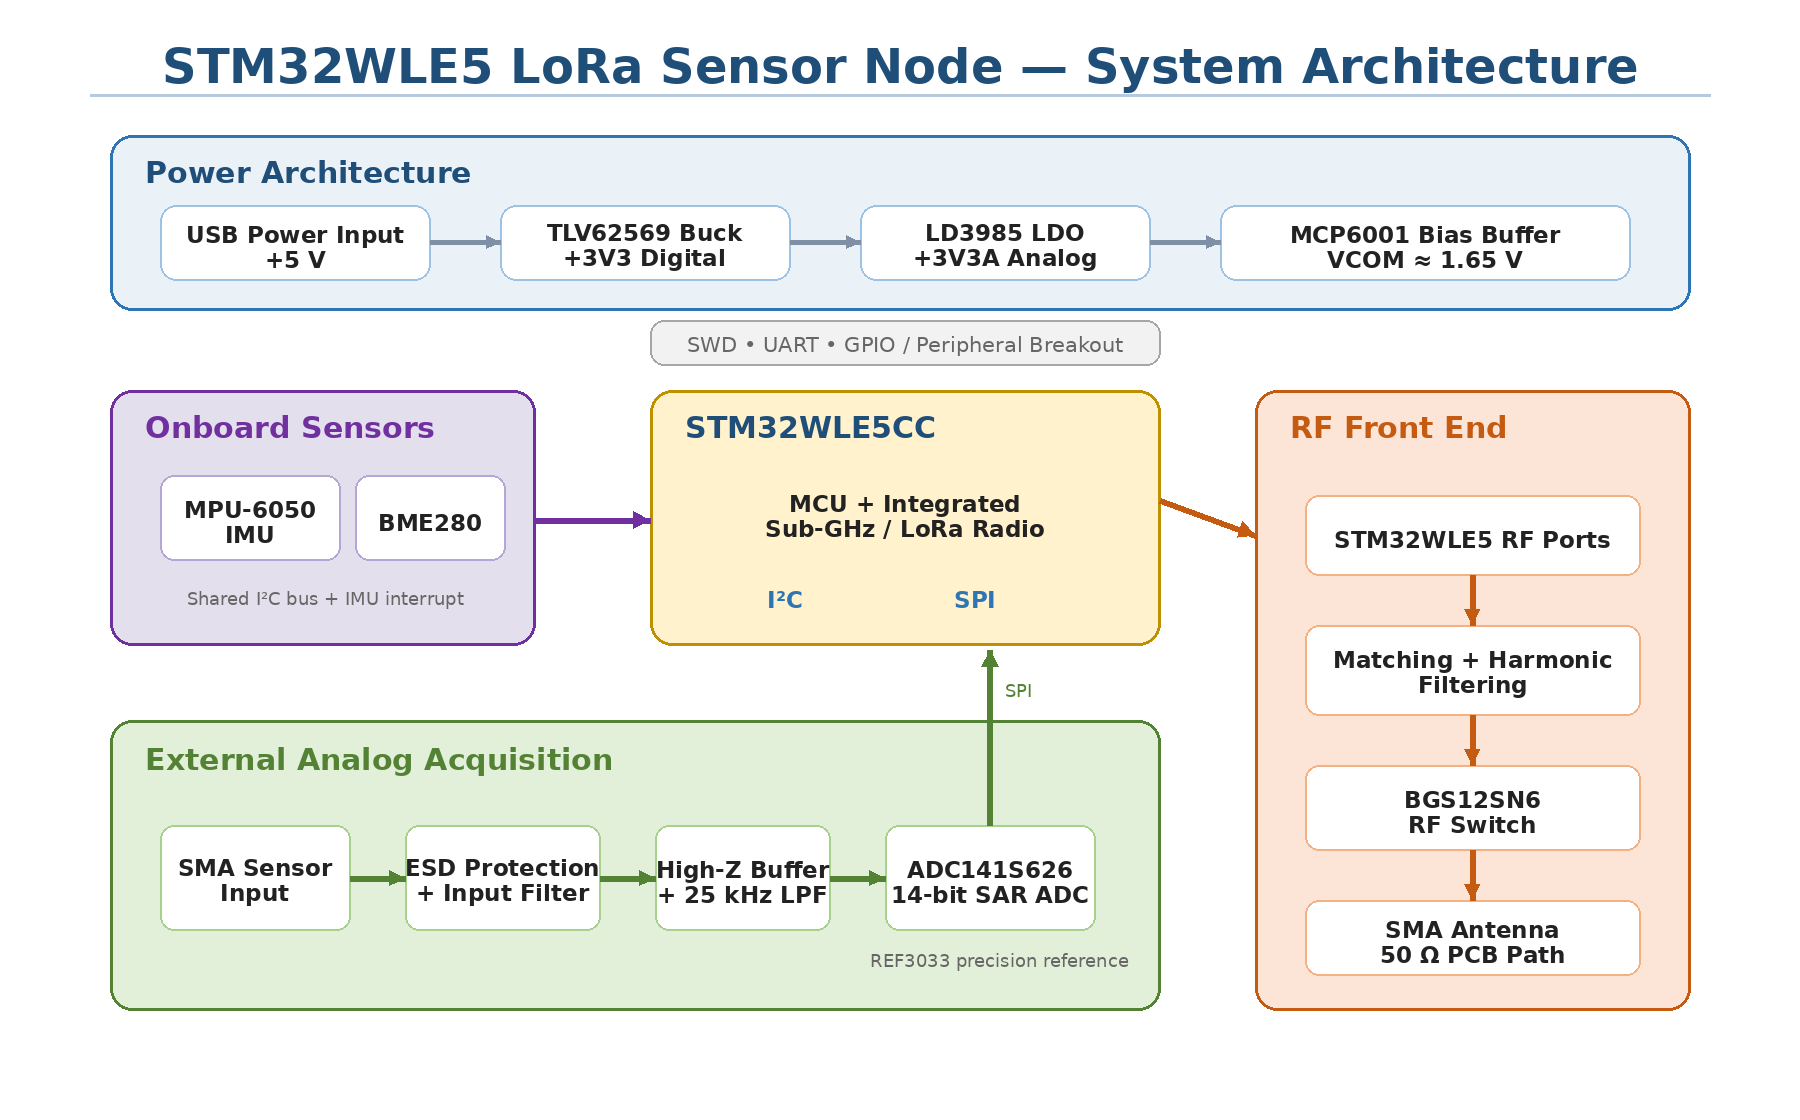 STM32WLE5 LoRa Sensor Node — System Architecture
Power Architecture
USB Power Input
+5 V
TLV62569 Buck
+3V3 Digital
LD3985 LDO
+3V3A Analog
MCP6001 Bias Buffer
VCOM ≈ 1.65 V
SWD • UART • GPIO / Peripheral Breakout
Onboard Sensors
MPU-6050
IMU
BME280
Shared I²C bus + IMU interrupt
STM32WLE5CC
MCU + Integrated
Sub-GHz / LoRa Radio
I²C
SPI
SPI
RF Front End
STM32WLE5 RF Ports
Matching + Harmonic
Filtering
BGS12SN6
RF Switch
SMA Antenna
50 Ω PCB Path
External Analog Acquisition
SMA Sensor
Input
ESD Protection
+ Input Filter
High-Z Buffer
+ 25 kHz LPF
ADC141S626
14-bit SAR ADC
REF3033 precision reference